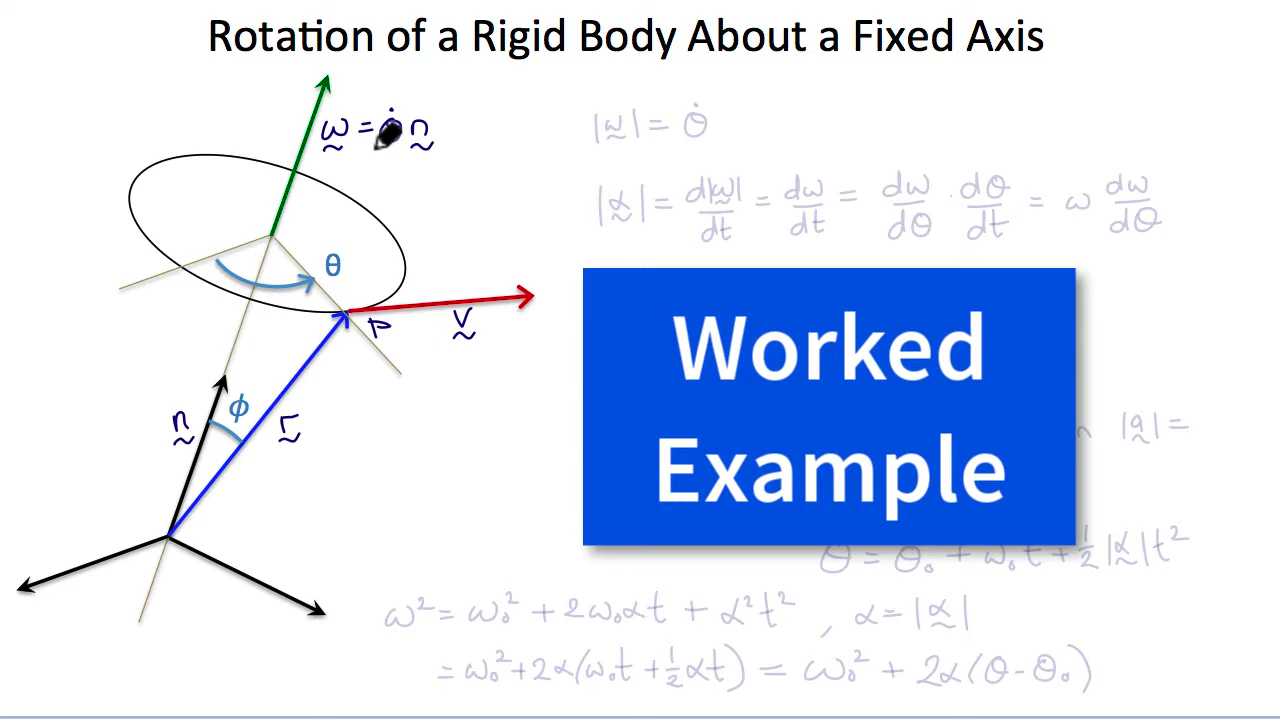 Rotation of a Rigid Body About a Fixed Axis
ω = n
|ω| = θ̇
|α| = d|ω|/dt = dω/dt = dω/dθ · dθ/dt = ω dω/dθ
θ
P
v
n
ϕ
r
Worked
Example
|a| =
θ = θ₀ + ω₀t + ½|α|t²
ω² = ω₀² + 2ω₀αt + α²t² , α = |α|
= ω₀² + 2α(ω₀t + ½αt) = ω₀² + 2α(θ - θ₀)